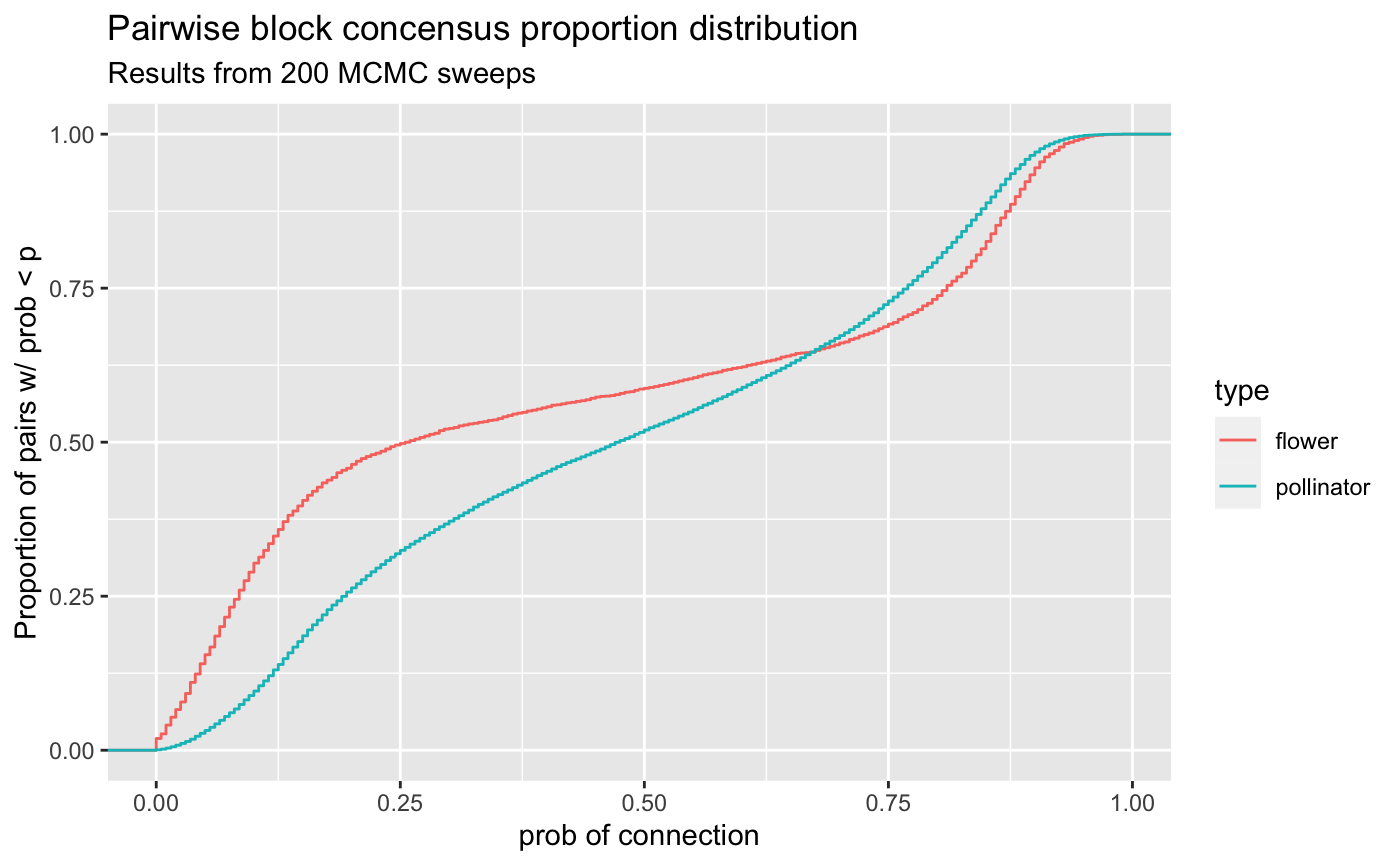 Pairwise block concensus proportion distribution
Results from 200 MCMC sweeps
Proportion of pairs w/ prob < p
1.00
0.75
0.50
0.25
0.00
0.00
0.25
0.50
0.75
1.00
prob of connection
type
flower
pollinator